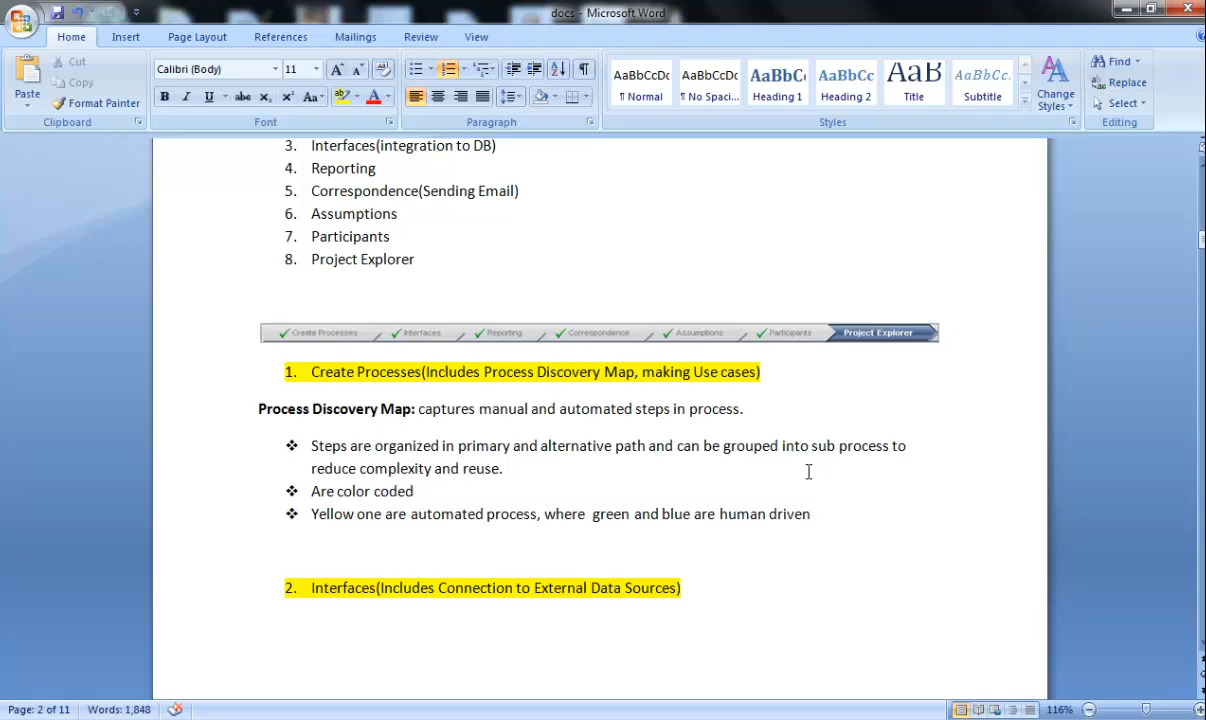 docs - Microsoft Word
Home Insert Page Layout References Mailings Review View
Paste
Cut
Copy
Format Painter
Clipboard
Calibri (Body) 11
Font
Paragraph
AaBbCcDc AaBbCcDc AaBbC AaBbCc AaB AaBbCc.
¶ Normal ¶ No Spaci... Heading 1 Heading 2 Title Subtitle
Change
Styles
Styles
Find
Replace
Select
Editing
3. Interfaces(integration to DB)
4. Reporting
5. Correspondence(Sending Email)
6. Assumptions
7. Participants
8. Project Explorer
Create Processes Interfaces Reporting Correspondence Assumptions Participants Project Explorer
1. Create Processes(Includes Process Discovery Map, making Use cases)
Process Discovery Map: captures manual and automated steps in process.
❖ Steps are organized in primary and alternative path and can be grouped into sub process to
reduce complexity and reuse.
❖ Are color coded
❖ Yellow one are automated process, where green and blue are human driven
2. Interfaces(Includes Connection to External Data Sources)
Page: 2 of 11 Words: 1,848 116%